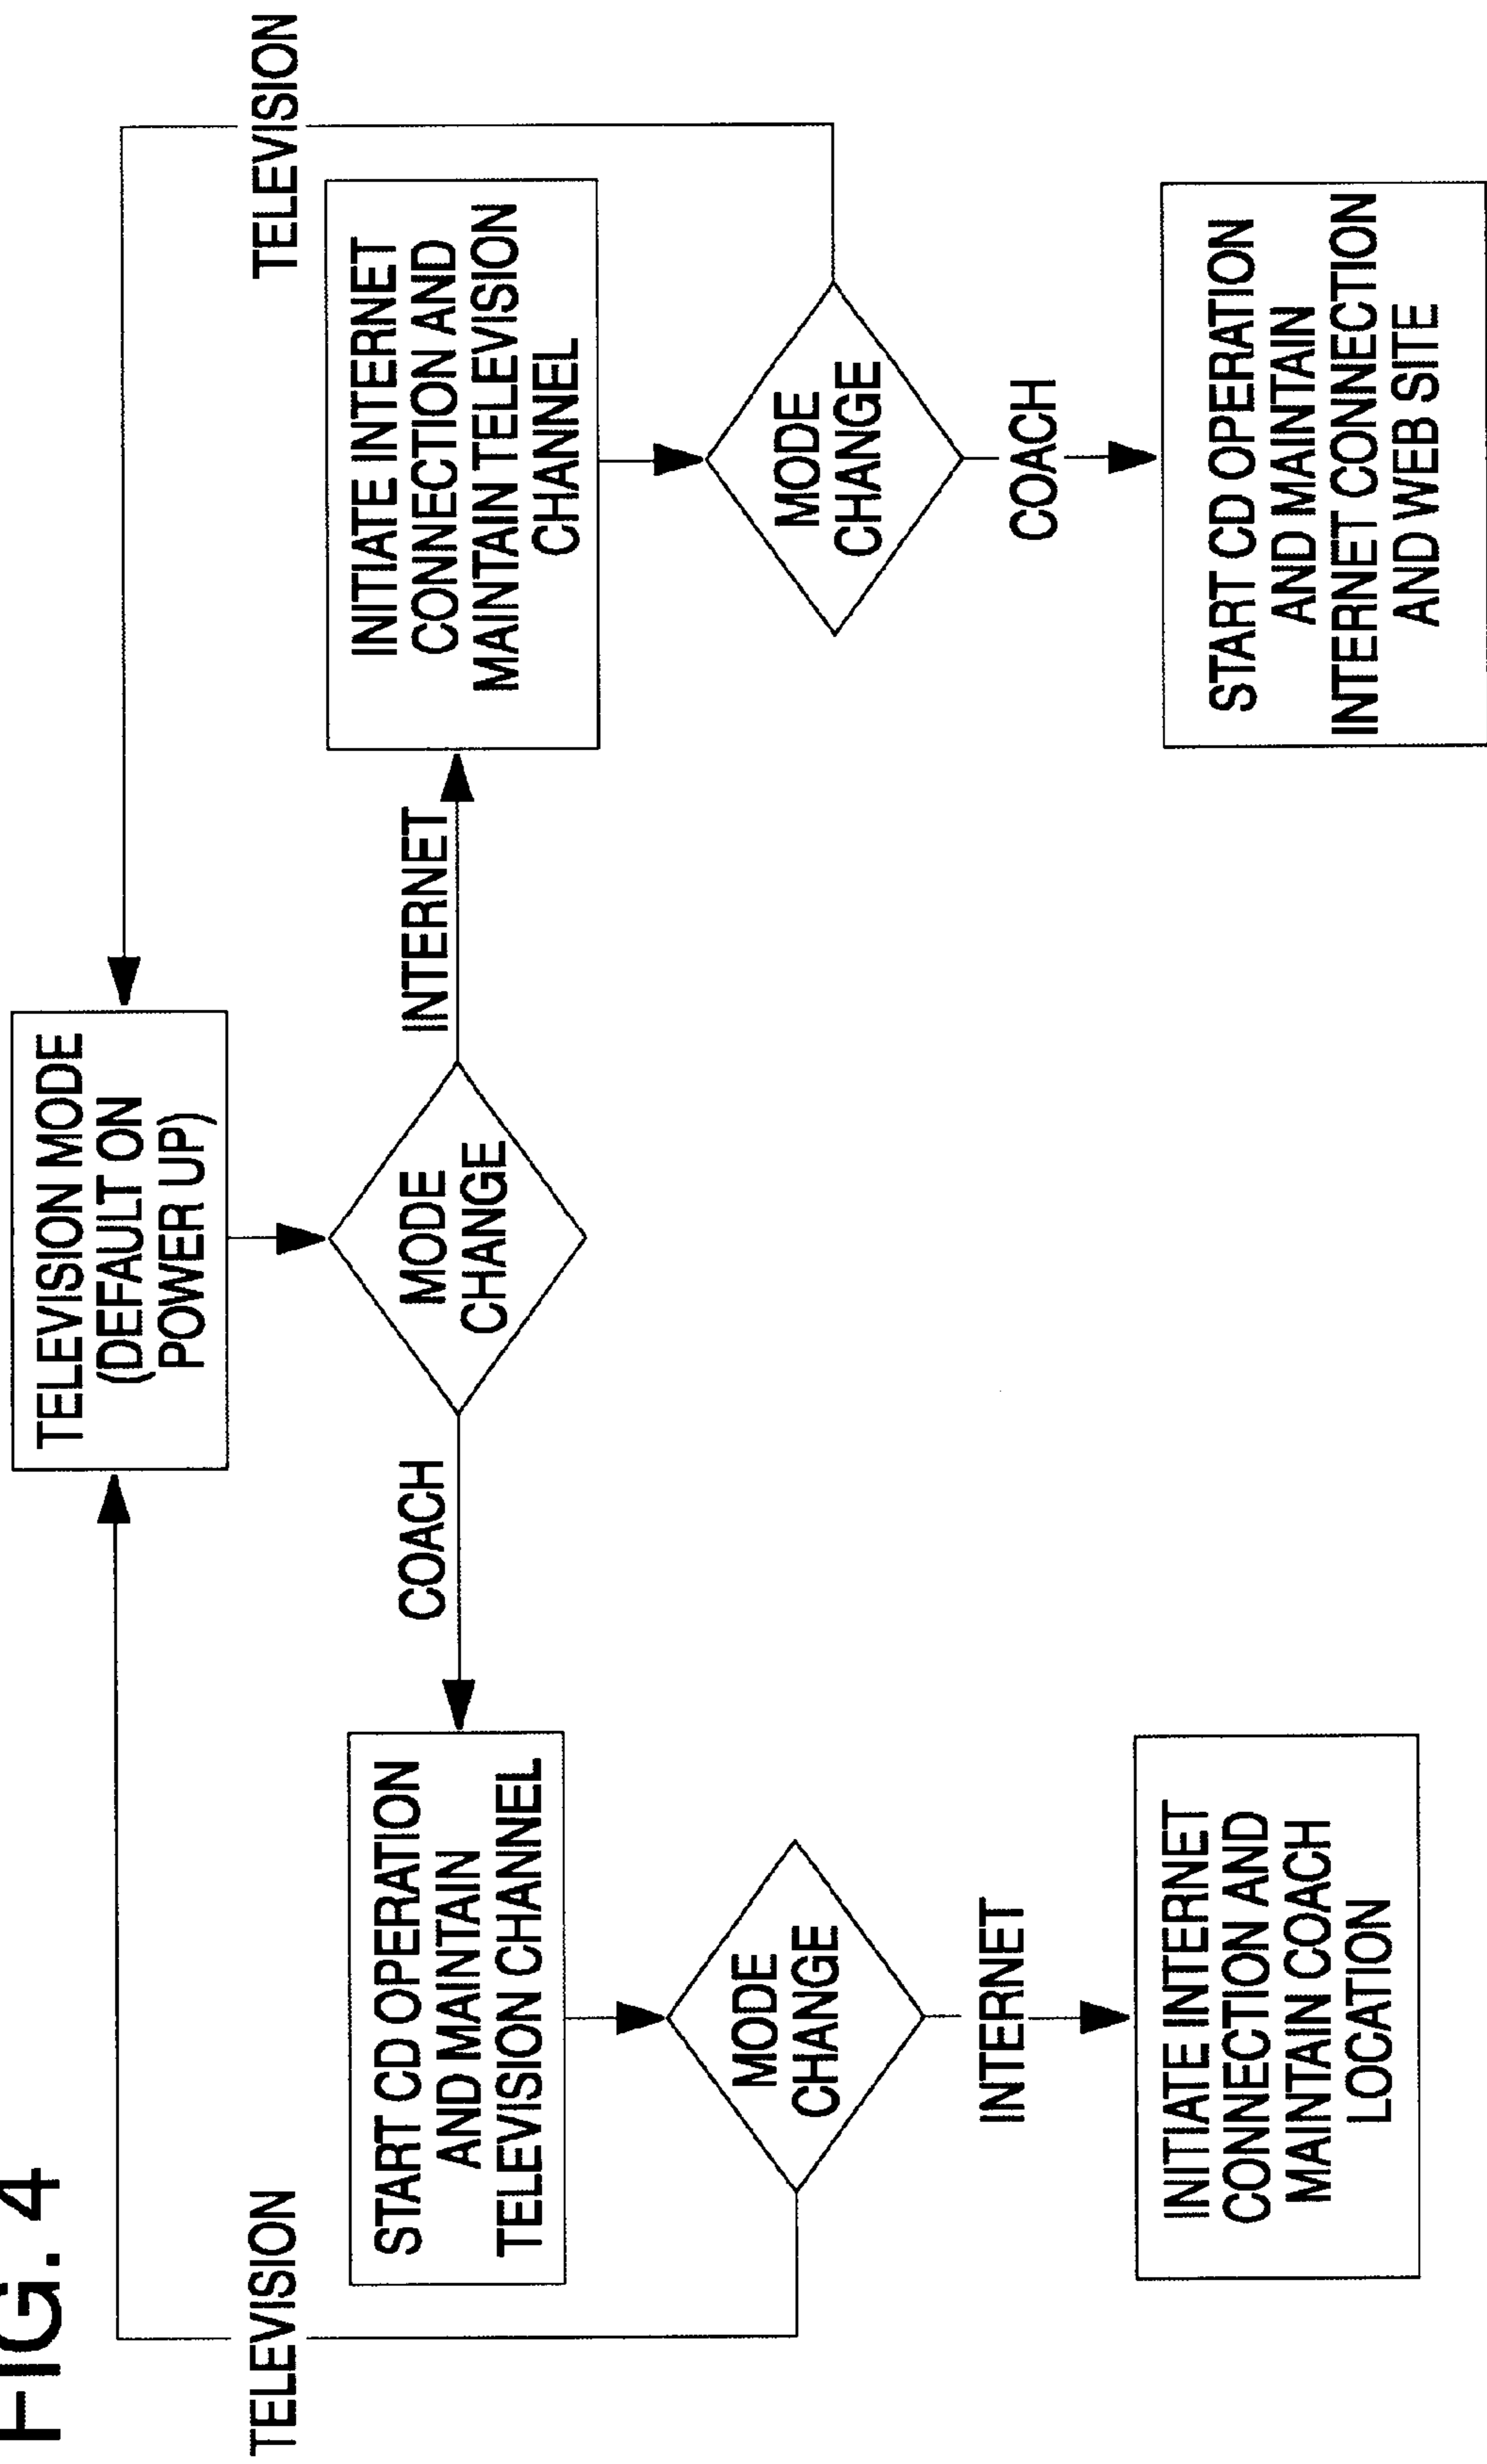 FIG. 4
TELEVISION MODE
(DEFAULT ON
POWER UP)
TELEVISION
TELEVISION
MODE
CHANGE
COACH
INTERNET
START CD OPERATION
AND MAINTAIN
TELEVISION CHANNEL
INITIATE INTERNET
CONNECTION AND
MAINTAIN TELEVISION
CHANNEL
MODE
CHANGE
MODE
CHANGE
INTERNET
COACH
INITIATE INTERNET
CONNECTION AND
MAINTAIN COACH
LOCATION
START CD OPERATION
AND MAINTAIN
INTERNET CONNECTION
AND WEB SITE